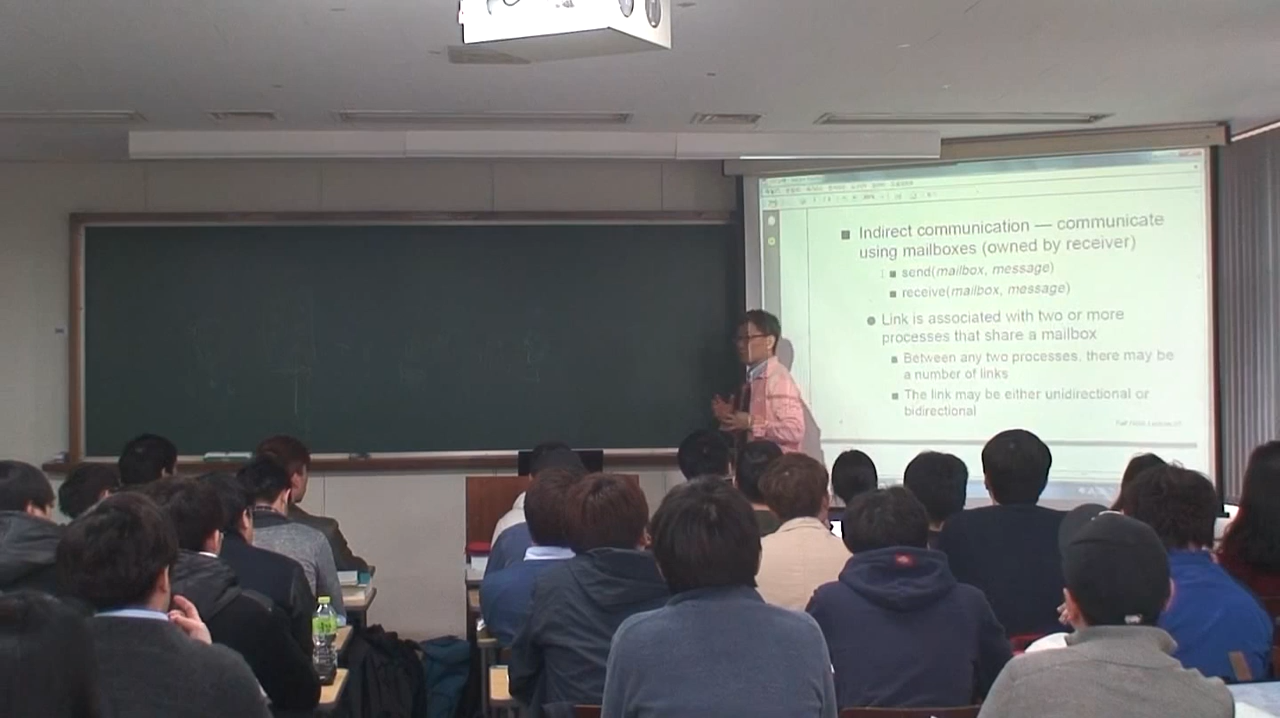 Indirect communication — communicate
using mailboxes (owned by receiver)
send(mailbox, message)
receive(mailbox, message)
Link is associated with two or more
processes that share a mailbox
Between any two processes, there may be
a number of links
The link may be either unidirectional or
bidirectional